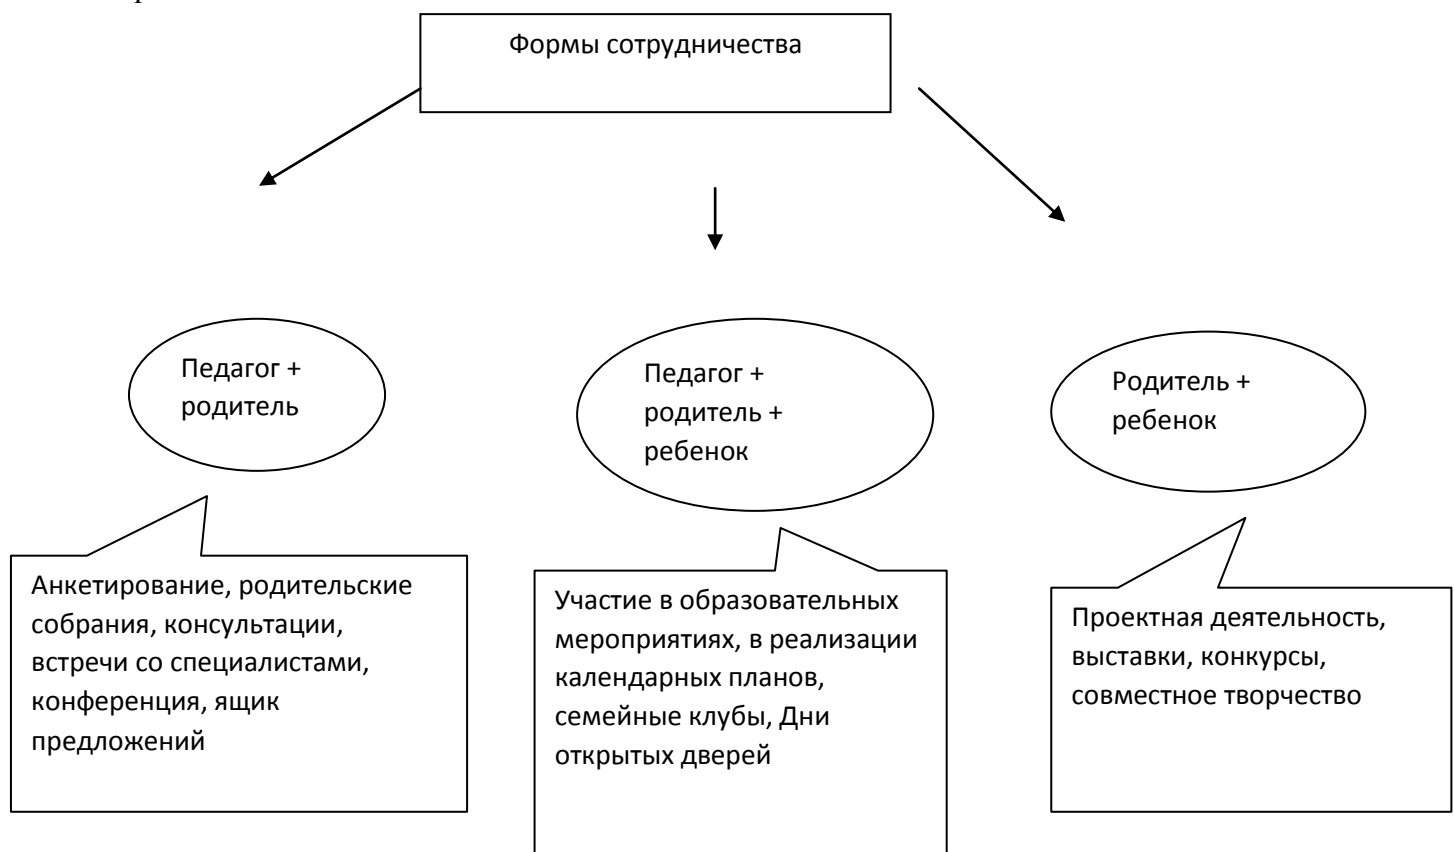 Формы сотрудничества
Педагог +
родитель
Педагог +
родитель +
ребенок
Родитель +
ребенок
Анкетирование, родительские
собрания, консультации,
встречи со специалистами,
конференция, ящик
предложений
Участие в образовательных
мероприятиях, в реализации
календарных планов,
семейные клубы, Дни
открытых дверей
Проектная деятельность,
выставки, конкурсы,
совместное творчество